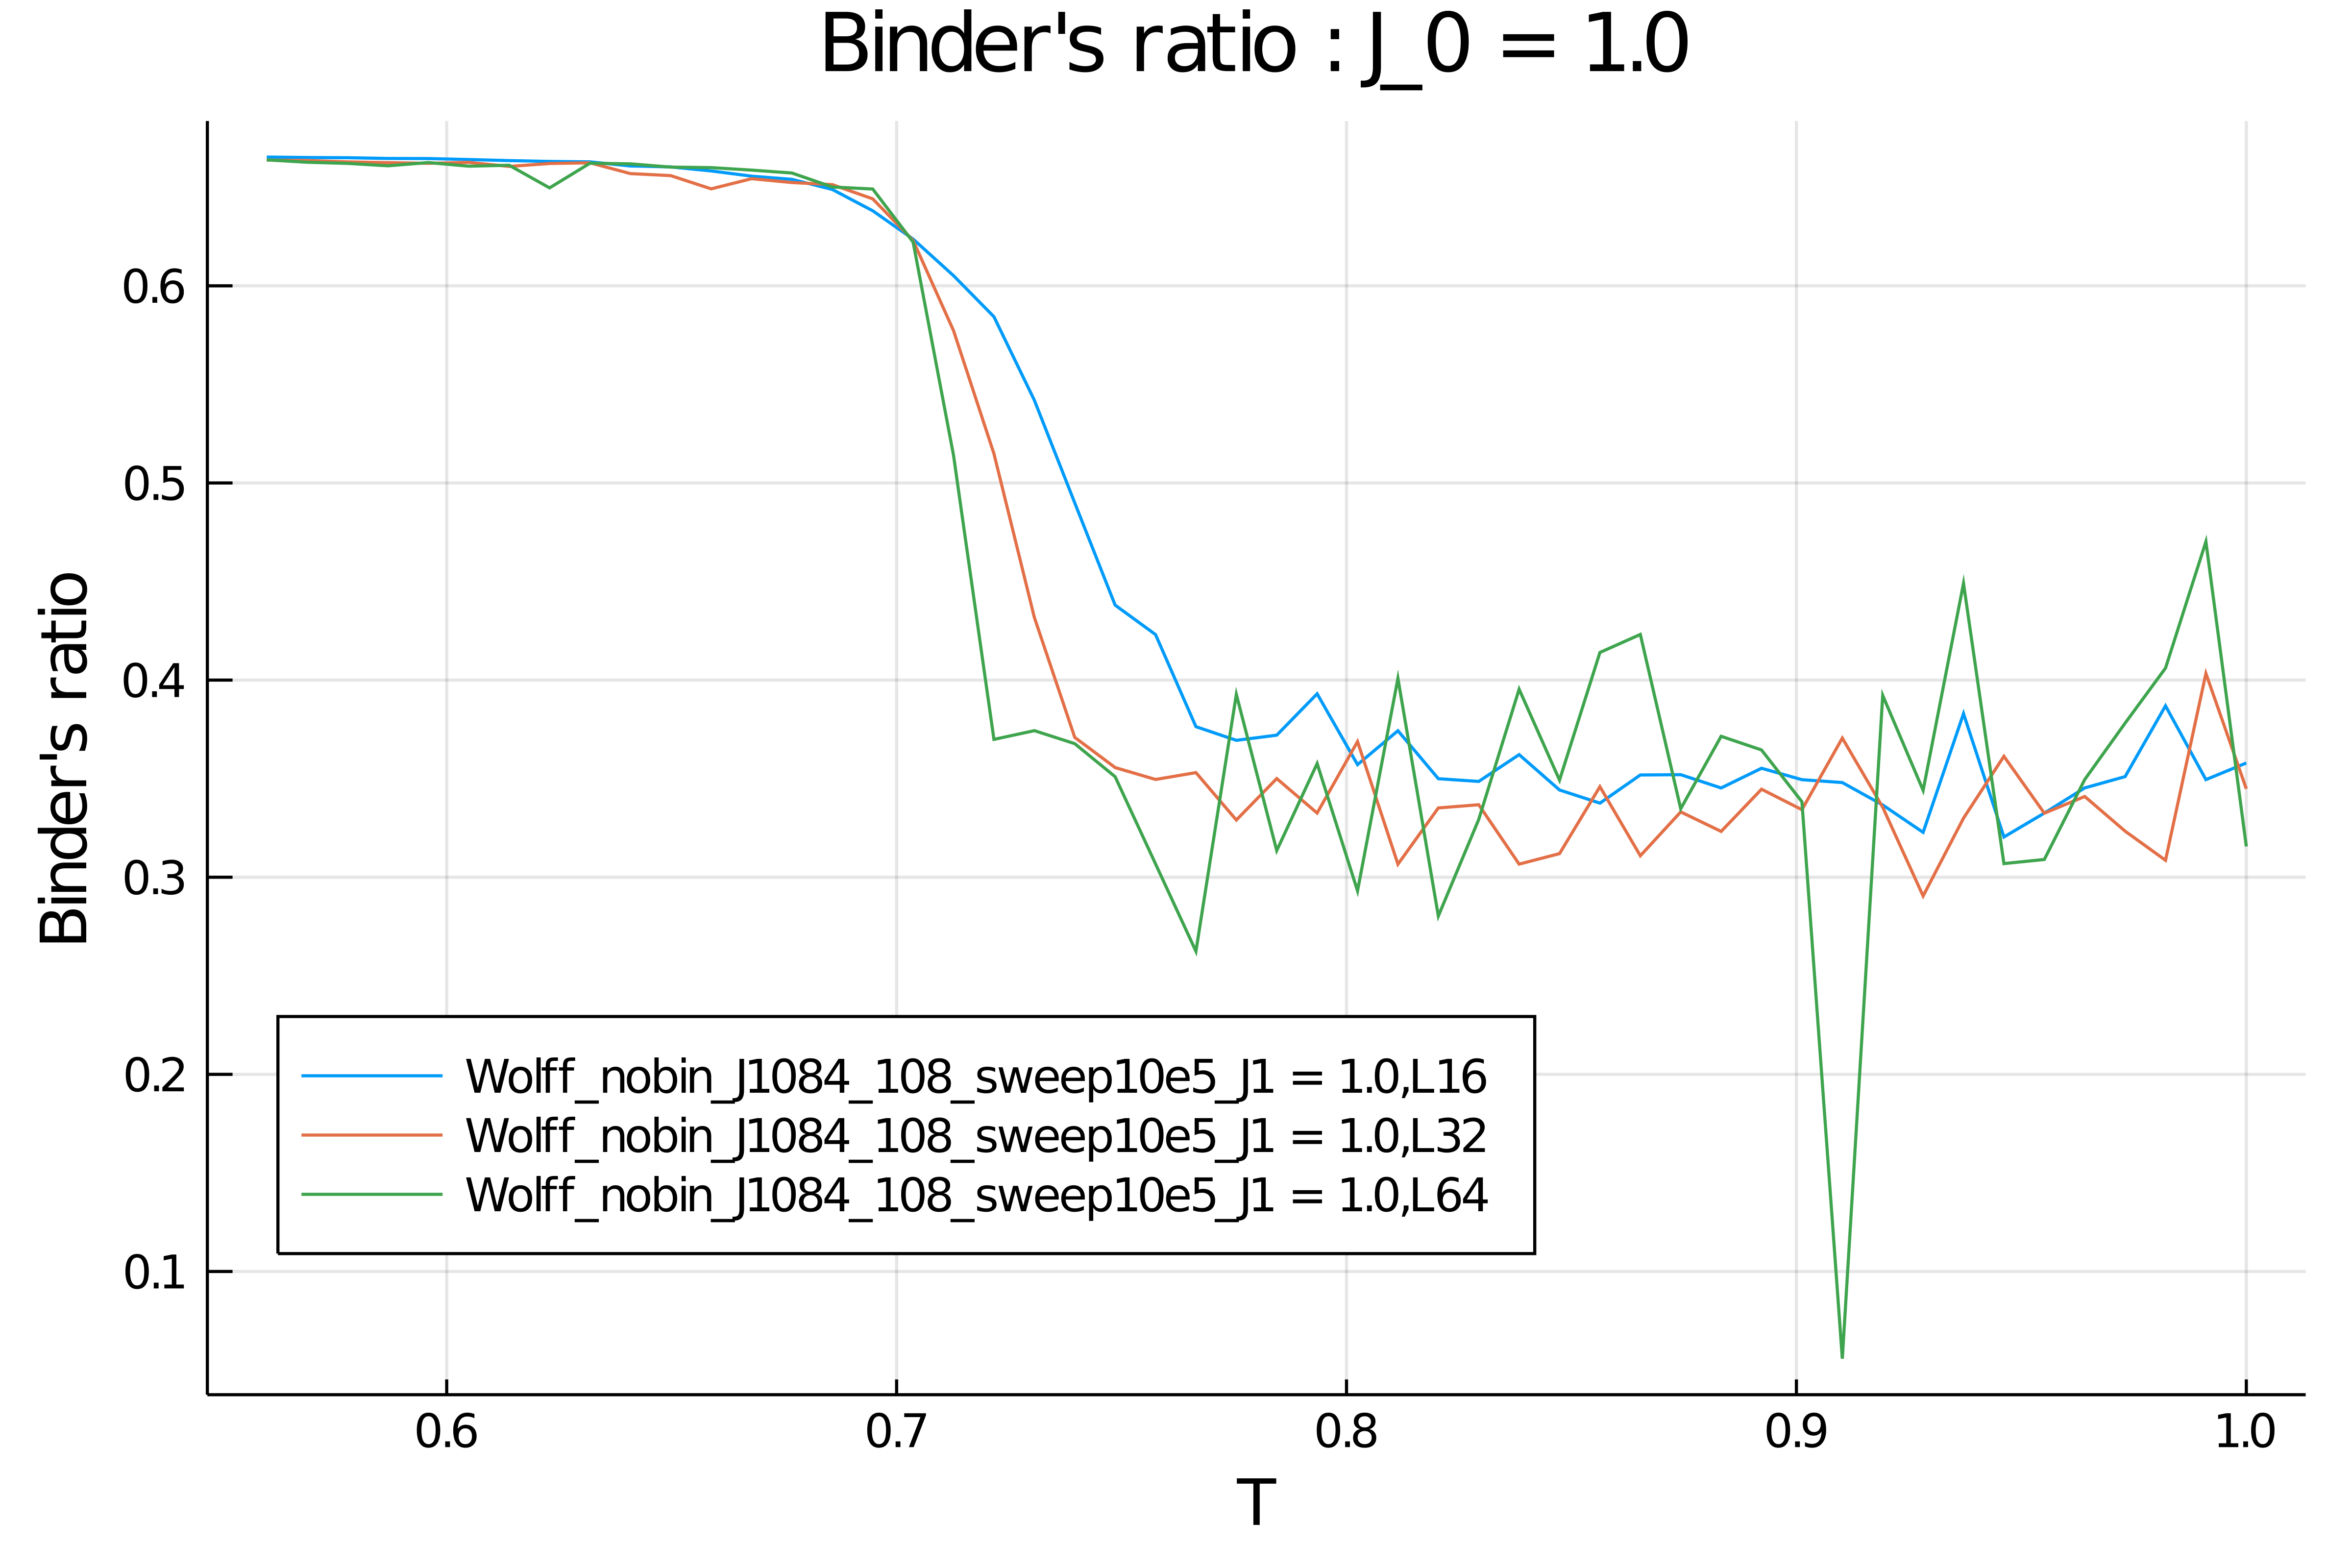 Binder's ratio : J_0 = 1.0
Binder's ratio
0.6
0.5
0.4
0.3
0.2
0.1
Wolff_nobin_J1084_108_sweep10e5_J1 = 1.0,L16
Wolff_nobin_J1084_108_sweep10e5_J1 = 1.0,L32
Wolff_nobin_J1084_108_sweep10e5_J1 = 1.0,L64
0.6 0.7 0.8 0.9 1.0
T